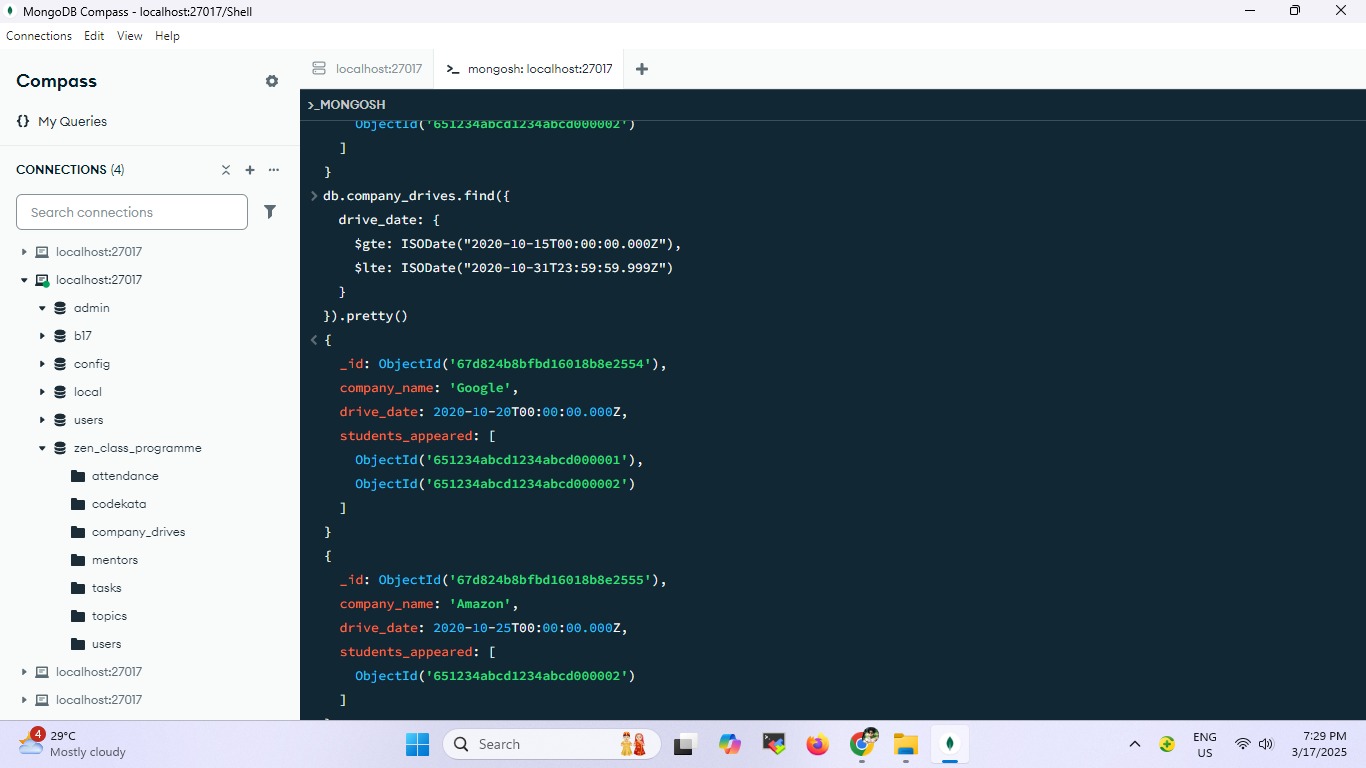 MongoDB Compass - localhost:27017/Shell
Connections Edit View Help
Compass
{} My Queries
CONNECTIONS (4)
Search connections
localhost:27017
localhost:27017
admin
b17
config
local
users
zen_class_programme
attendance
codekata
company_drives
mentors
tasks
topics
users
localhost:27017
localhost:27017
localhost:27017
>_ mongosh: localhost:27017
>_MONGOSH
ObjectId('651234abcd1234abcd000002')
]
}
> db.company_drives.find({
drive_date: {
$gte: ISODate("2020-10-15T00:00:00.000Z"),
$lte: ISODate("2020-10-31T23:59:59.999Z")
}
}).pretty()
< {
_id: ObjectId('67d824b8bfbd16018b8e2554'),
company_name: 'Google',
drive_date: 2020-10-20T00:00:00.000Z,
students_appeared: [
ObjectId('651234abcd1234abcd000001'),
ObjectId('651234abcd1234abcd000002')
]
}
{
_id: ObjectId('67d824b8bfbd16018b8e2555'),
company_name: 'Amazon',
drive_date: 2020-10-25T00:00:00.000Z,
students_appeared: [
ObjectId('651234abcd1234abcd000002')
]
4
29°C
Mostly cloudy
Search
ENG
US
7:29 PM
3/17/2025